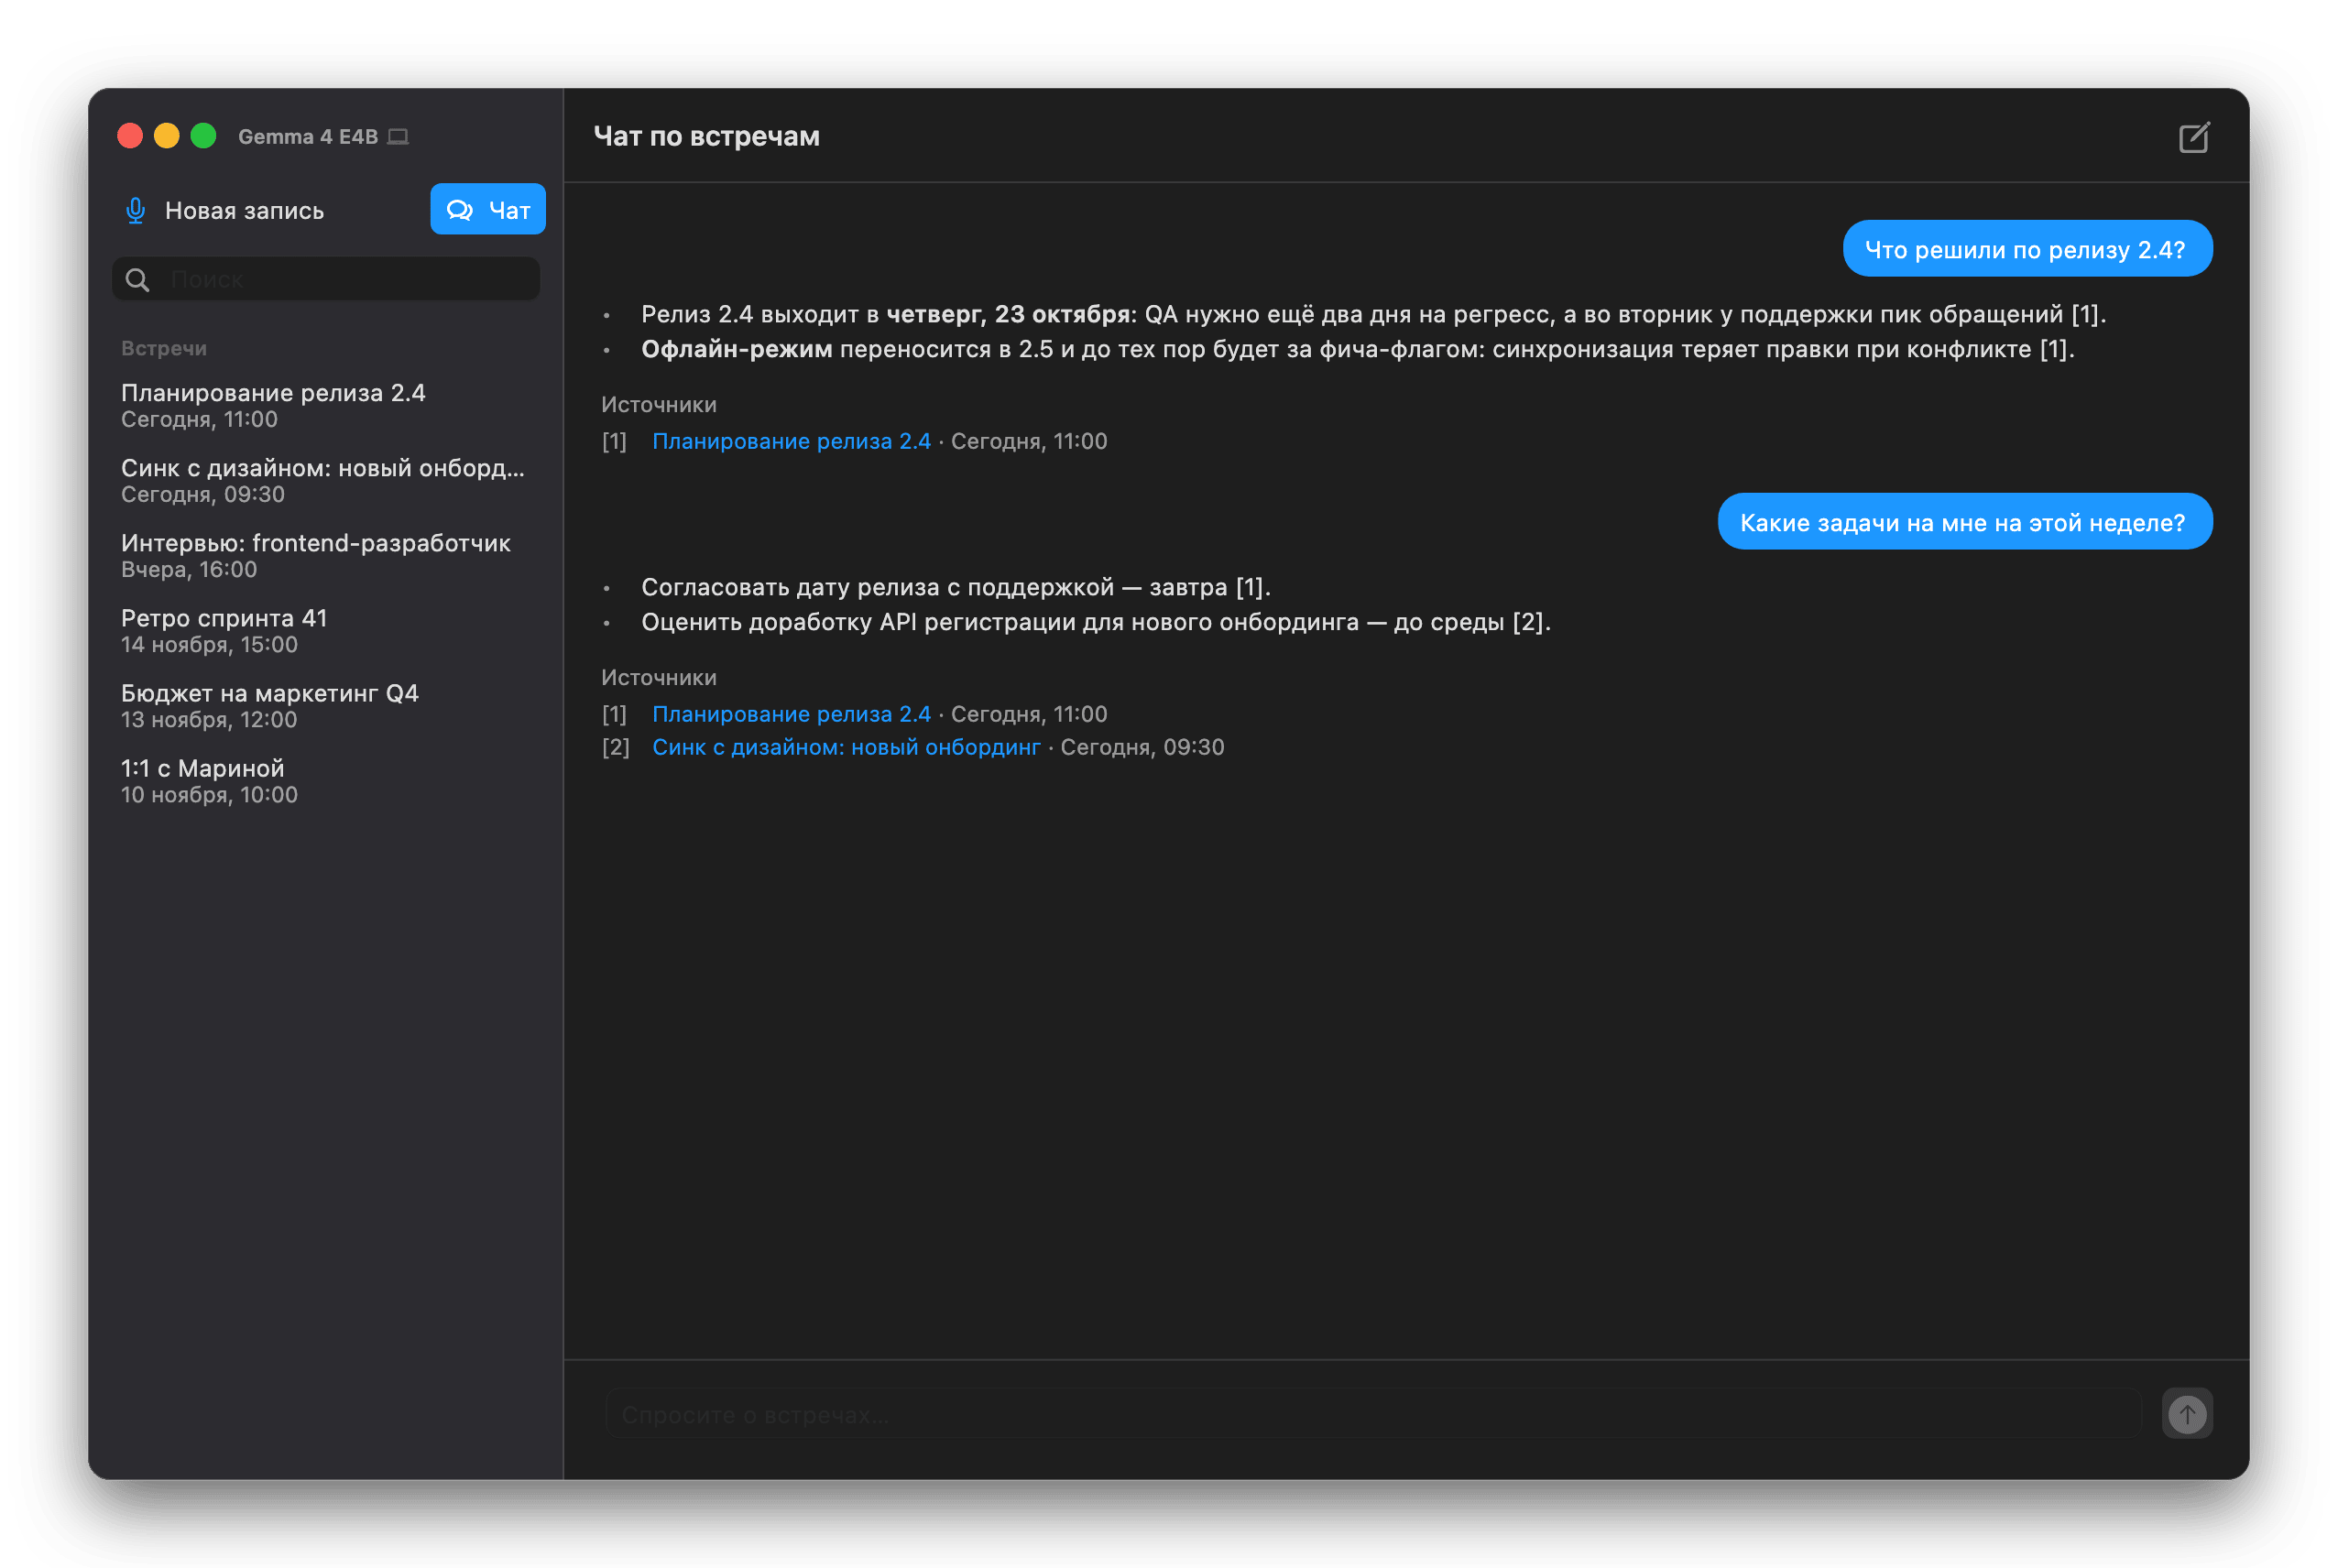 Gemma 4 E4B
Новая запись
Чат
Поиск
Встречи
Планирование релиза 2.4
Сегодня, 11:00
Синк с дизайном: новый онборд...
Сегодня, 09:30
Интервью: frontend-разработчик
Вчера, 16:00
Ретро спринта 41
14 ноября, 15:00
Бюджет на маркетинг Q4
13 ноября, 12:00
1:1 с Мариной
10 ноября, 10:00
Чат по встречам
Что решили по релизу 2.4?
• Релиз 2.4 выходит в четверг, 23 октября: QA нужно ещё два дня на регресс, а во вторник у поддержки пик обращений [1].
• Офлайн-режим переносится в 2.5 и до тех пор будет за фича-флагом: синхронизация теряет правки при конфликте [1].
Источники
[1] Планирование релиза 2.4 · Сегодня, 11:00
Какие задачи на мне на этой неделе?
• Согласовать дату релиза с поддержкой — завтра [1].
• Оценить доработку API регистрации для нового онбординга — до среды [2].
Источники
[1] Планирование релиза 2.4 · Сегодня, 11:00
[2] Синк с дизайном: новый онбординг · Сегодня, 09:30
Спросите о встречах...